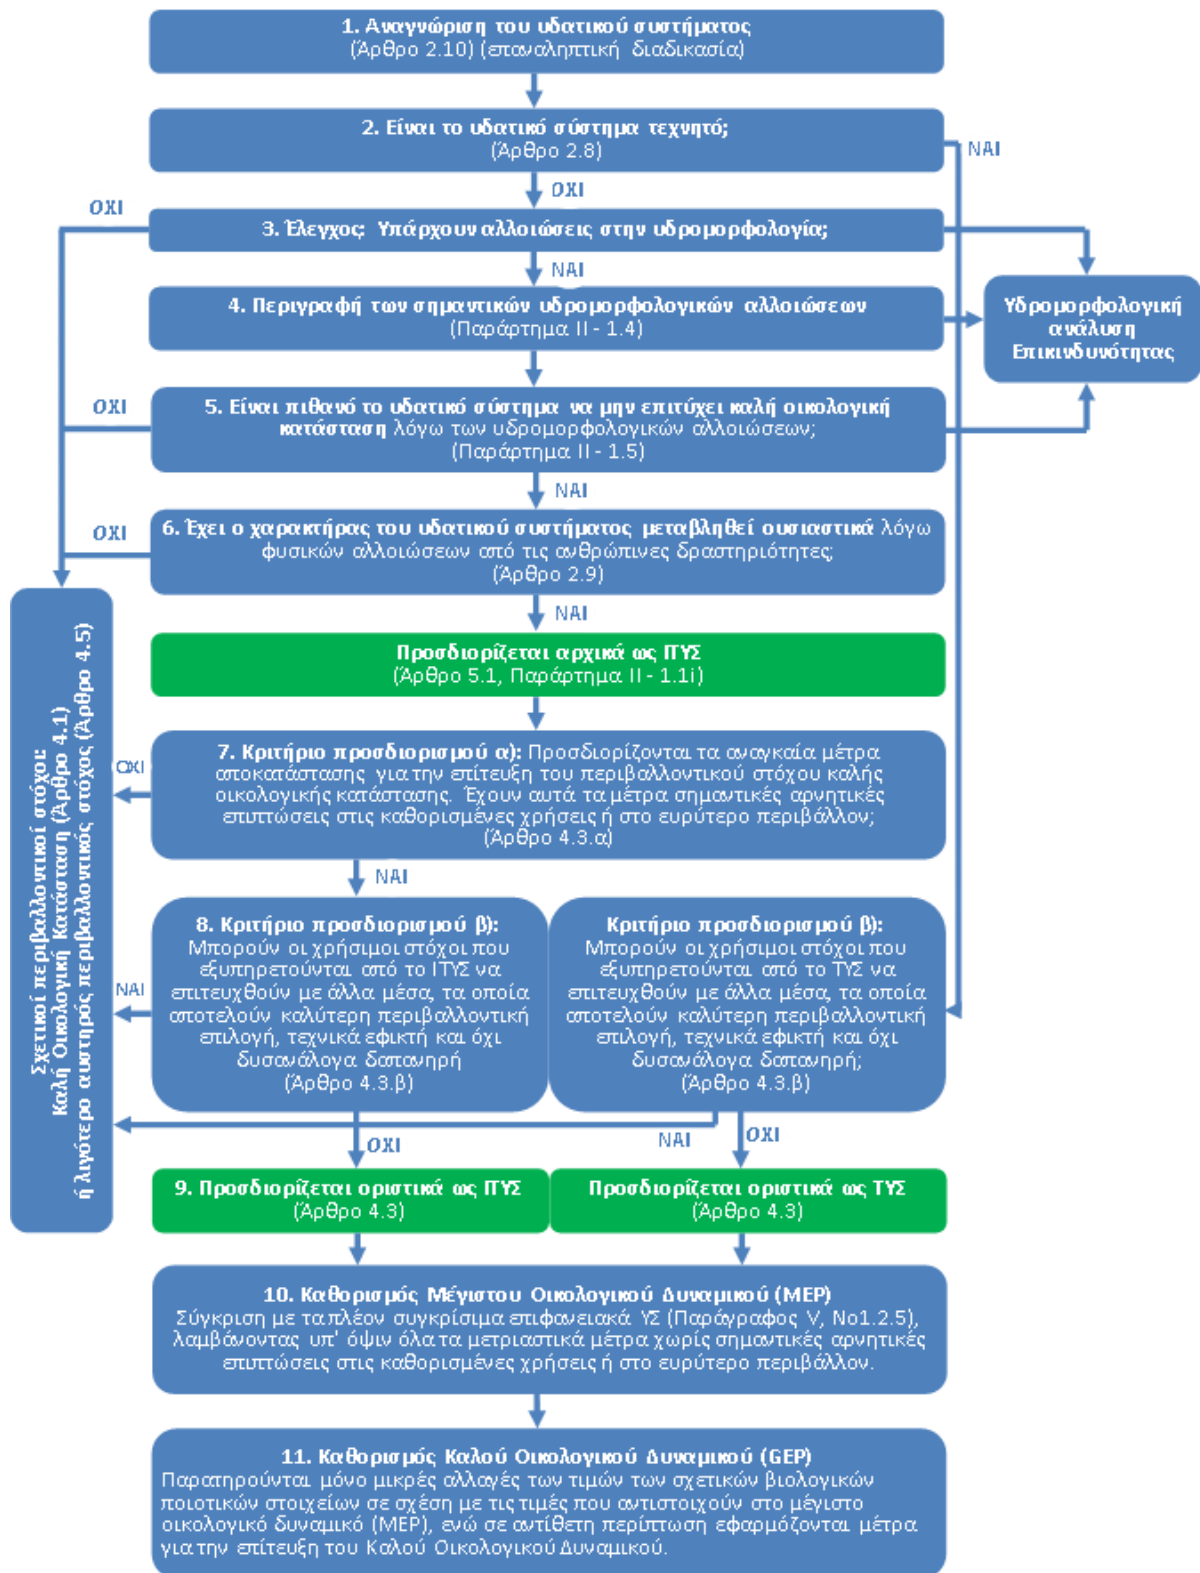 1. Αναγνώριση του υδατικού συστήματος
(Άρθρο 2.10) (επαναληπτική διαδικασία)
2. Είναι το υδατικό σύστημα τεχνητό;
(Άρθρο 2.8)
ΝΑΙ
ΟΧΙ
ΟΧΙ
3. Έλεγχος: Υπάρχουν αλλοιώσεις στην υδρομορφολογία;
ΝΑΙ
4. Περιγραφή των σημαντικών υδρομορφολογικών αλλοιώσεων
(Παράρτημα ΙΙ - 1.4)
Υδρομορφολογική
ανάλυση
Επικινδυνότητας
ΟΧΙ
5. Είναι πιθανό το υδατικό σύστημα να μην επιτύχει καλή οικολογική
κατάσταση λόγω των υδρομορφολογικών αλλοιώσεων;
(Παράρτημα ΙΙ - 1.5)
ΝΑΙ
ΟΧΙ
6. Έχει ο χαρακτήρας του υδατικού συστήματος μεταβληθεί ουσιαστικά λόγω
φυσικών αλλοιώσεων από τις ανθρώπινες δραστηριότητες;
(Άρθρο 2.9)
ΝΑΙ
Προσδιορίζεται αρχικά ως ΙΤΥΣ
(Άρθρο 5.1, Παράρτημα ΙΙ - 1.1i)
Σχετικοί περιβαλλοντικοί στόχοι:
Καλή Οικολογική Κατάσταση (Άρθρο 4.1)
ή λιγότερο αυστηρός περιβαλλοντικός στόχος (Άρθρο 4.5)
ΟΧΙ
7. Κριτήριο προσδιορισμού α): Προσδιορίζονται τα αναγκαία μέτρα
αποκατάστασης για την επίτευξη του περιβαλλοντικού στόχου καλής
οικολογικής κατάστασης. Έχουν αυτά τα μέτρα σημαντικές αρνητικές
επιπτώσεις στις καθορισμένες χρήσεις ή στο ευρύτερο περιβάλλον;
(Άρθρο 4.3.α)
ΝΑΙ
ΝΑΙ
8. Κριτήριο προσδιορισμού β):
Μπορούν οι χρήσιμοι στόχοι που
εξυπηρετούνται από το ΙΤΥΣ να
επιτευχθούν με άλλα μέσα, τα οποία
αποτελούν καλύτερη περιβαλλοντική
επιλογή, τεχνικά εφικτή και όχι
δυσανάλογα δαπανηρή
(Άρθρο 4.3.β)
Κριτήριο προσδιορισμού β):
Μπορούν οι χρήσιμοι στόχοι που
εξυπηρετούνται από το ΤΥΣ να
επιτευχθούν με άλλα μέσα, τα οποία
αποτελούν καλύτερη περιβαλλοντική
επιλογή, τεχνικά εφικτή και όχι
δυσανάλογα δαπανηρή;
(Άρθρο 4.3.β)
ΟΧΙ
ΝΑΙ
ΟΧΙ
9. Προσδιορίζεται οριστικά ως ΙΤΥΣ
(Άρθρο 4.3)
Προσδιορίζεται οριστικά ως ΤΥΣ
(Άρθρο 4.3)
10. Καθορισμός Μέγιστου Οικολογικού Δυναμικού (MEP)
Σύγκριση με τα πλέον συγκρίσιμα επιφανειακά ΥΣ (Παράγραφος V, No1.2.5),
λαμβάνοντας υπ' όψιν όλα τα μετριαστικά μέτρα χωρίς σημαντικές αρνητικές
επιπτώσεις στις καθορισμένες χρήσεις ή στο ευρύτερο περιβάλλον.
11. Καθορισμός Καλού Οικολογικού Δυναμικού (GEP)
Παρατηρούνται μόνο μικρές αλλαγές των τιμών των σχετικών βιολογικών
ποιοτικών στοιχείων σε σχέση με τις τιμές που αντιστοιχούν στο μέγιστο
οικολογικό δυναμικό (MEP), ενώ σε αντίθετη περίπτωση εφαρμόζονται μέτρα
για την επίτευξη του Καλού Οικολογικού Δυναμικού.